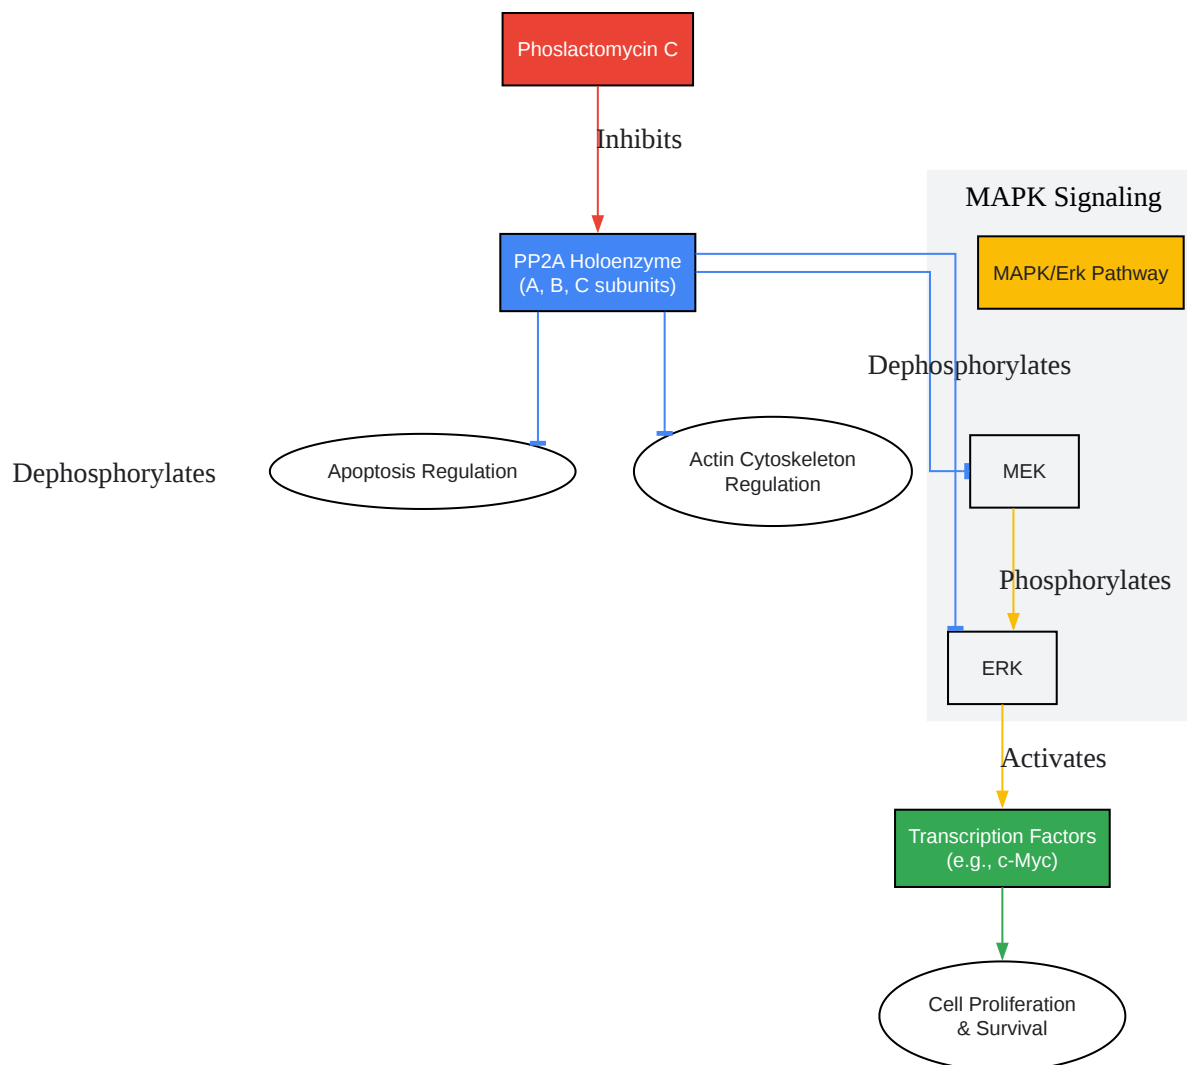 Phoslactomycin C
Inhibits
MAPK Signaling
PP2A Holoenzyme
(A, B, C subunits)
MAPK/Erk Pathway
Dephosphorylates
Dephosphorylates
Apoptosis Regulation
Actin Cytoskeleton
Regulation
MEK
Phosphorylates
ERK
Activates
Transcription Factors
(e.g., c-Myc)
Cell Proliferation
& Survival